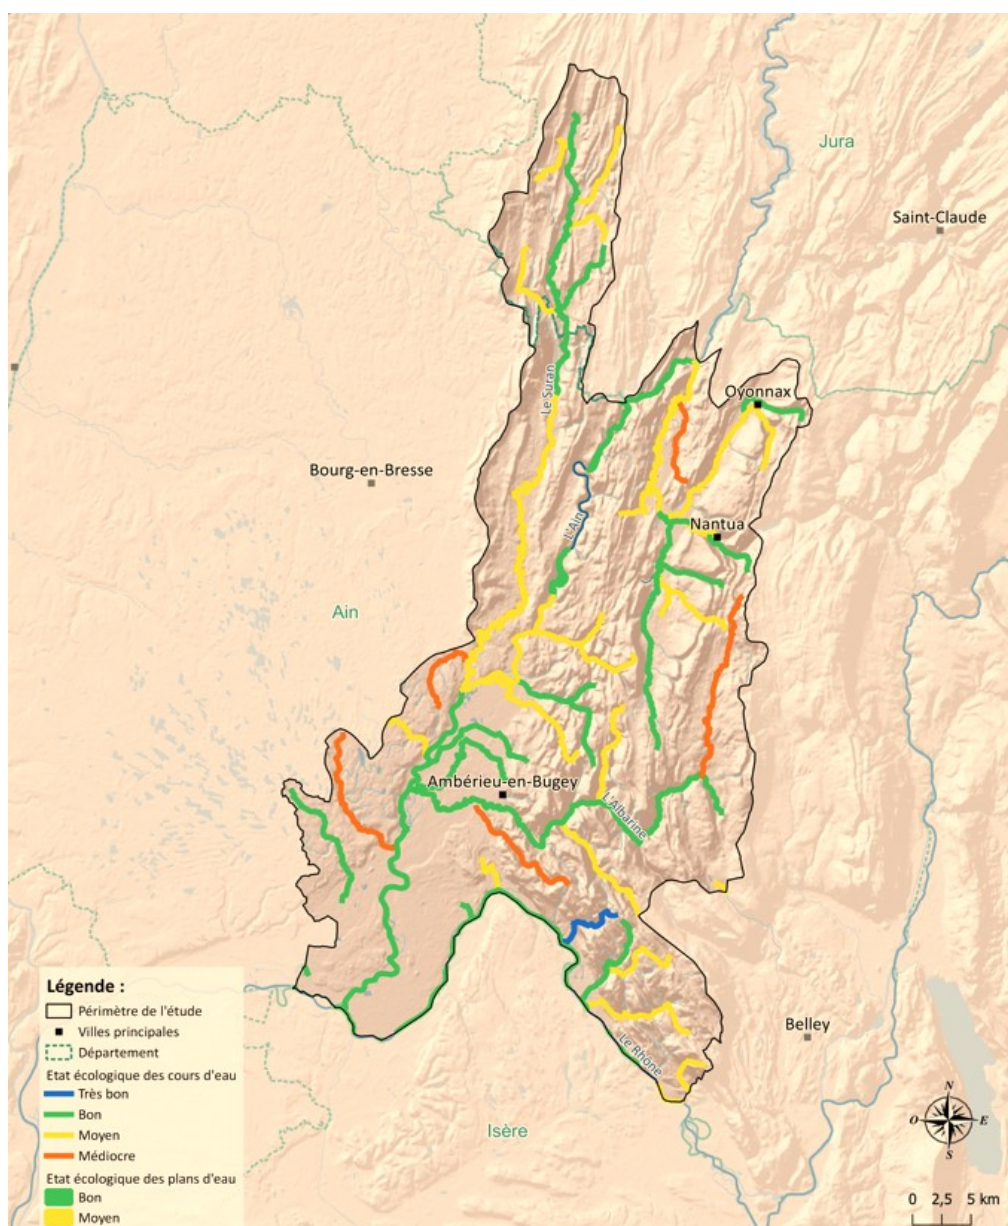 Jura
Saint-Claude
Le Suran
Oyonnax
Bourg-en-Bresse
L'Ain
Nantua
Ain
Ambérieu-en-Bugey
L'Albarine
Légende :
Périmètre de l'étude
Villes principales
Département
Etat écologique des cours d'eau
Très bon
Bon
Moyen
Médiocre
Etat écologique des plans d'eau
Bon
Moyen
Le Rhône
Belley
Isère
N
O
E
S
0 2,5 5 km